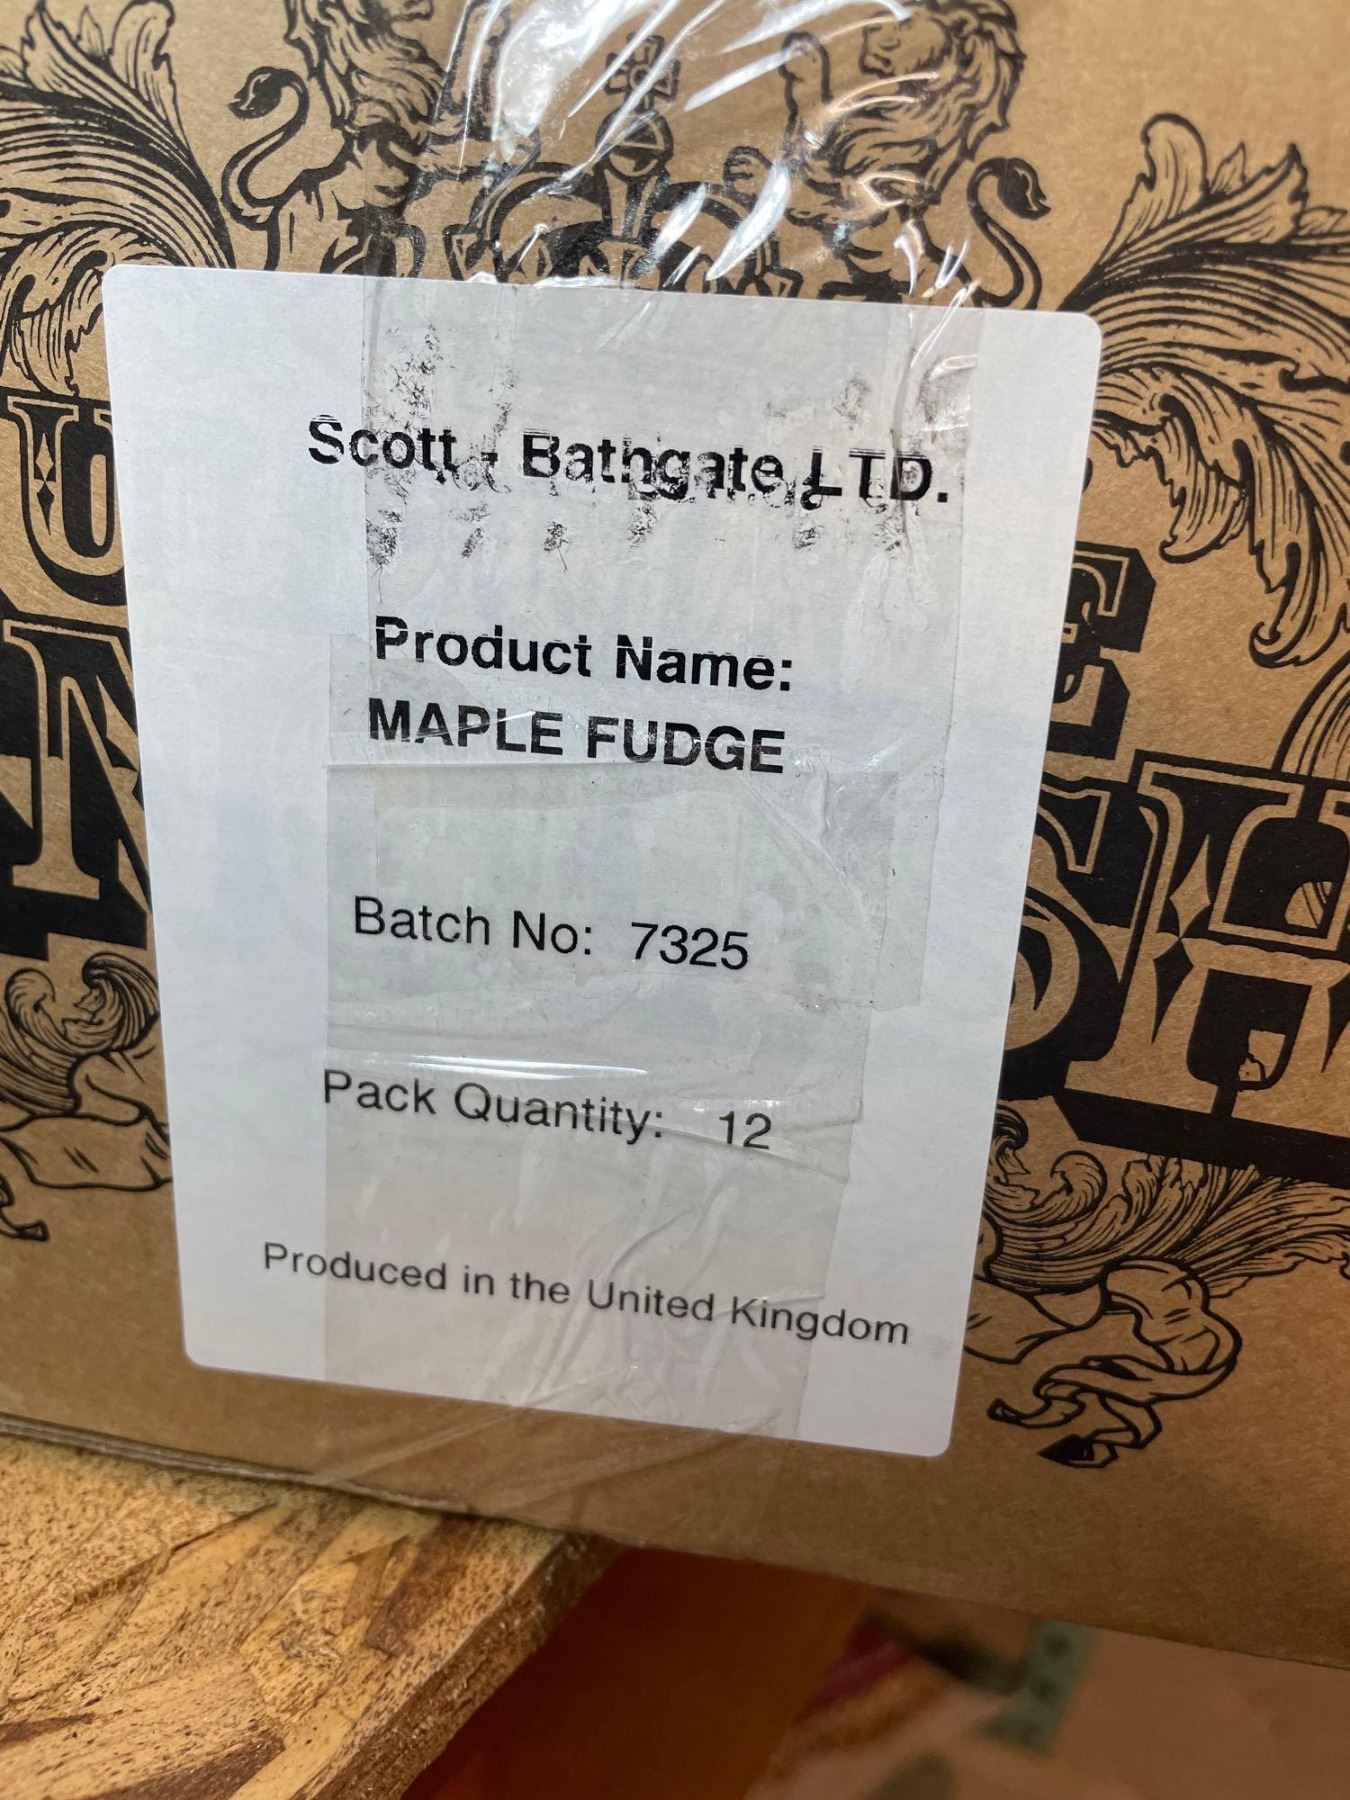 Scott - Bathgate LTD.
Product Name:
MAPLE FUDGE
Batch No: 7325
Pack Quantity: 12
Produced in the United Kingdom